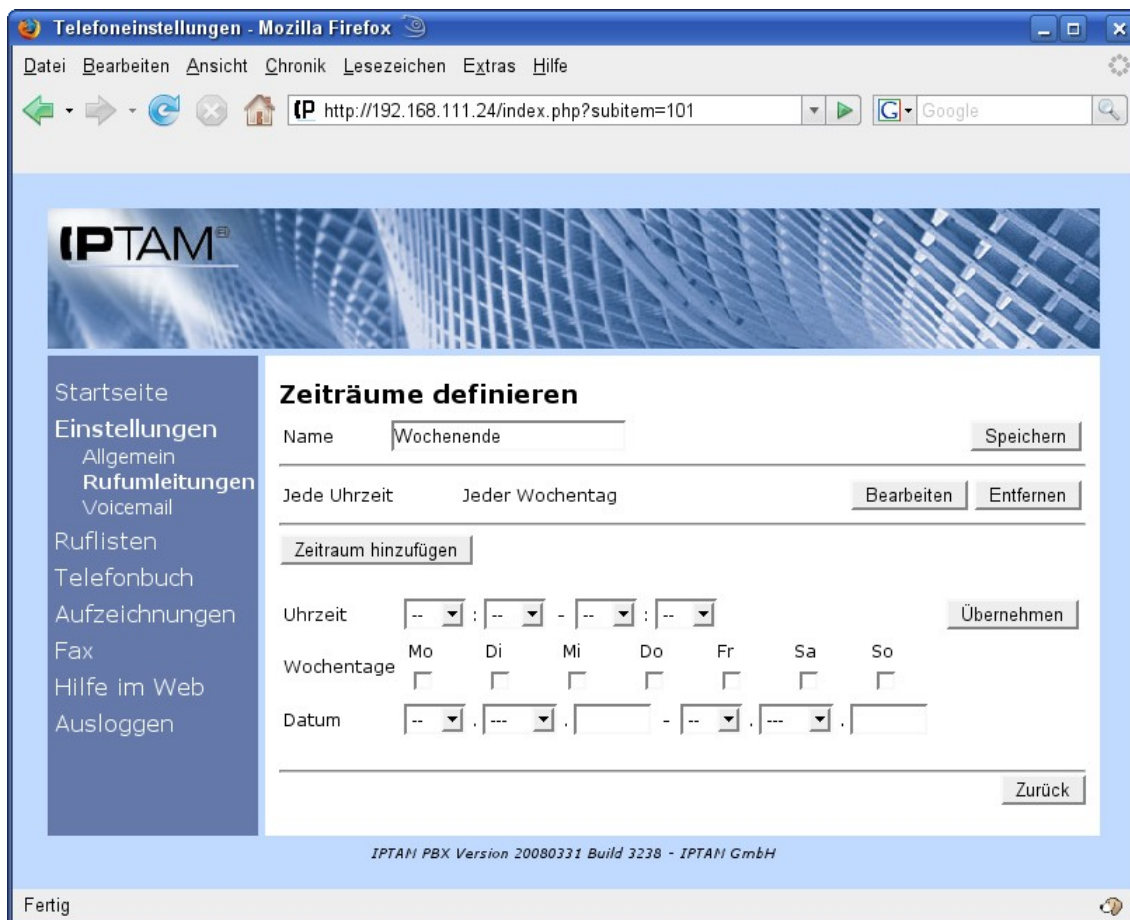 Telefoneinstellungen - Mozilla Firefox
Datei Bearbeiten Ansicht Chronik Lesezeichen Extras Hilfe
(P http://192.168.111.24/index.php?subitem=101 G Google
IPTAM®
Startseite
Einstellungen
Allgemein
Rufumleitungen
Voicemail
Ruflisten
Telefonbuch
Aufzeichnungen
Fax
Hilfe im Web
Ausloggen
Zeiträume definieren
Name Wochenende Speichern
Jede Uhrzeit Jeder Wochentag Bearbeiten Entfernen
Zeitraum hinzufügen
Uhrzeit -- : -- - -- : -- Übernehmen
Mo Di Mi Do Fr Sa So
Wochentage
Datum -- . --- . - -- . --- .
Zurück
IPTAM PBX Version 20080331 Build 3238 - IPTAM GmbH
Fertig